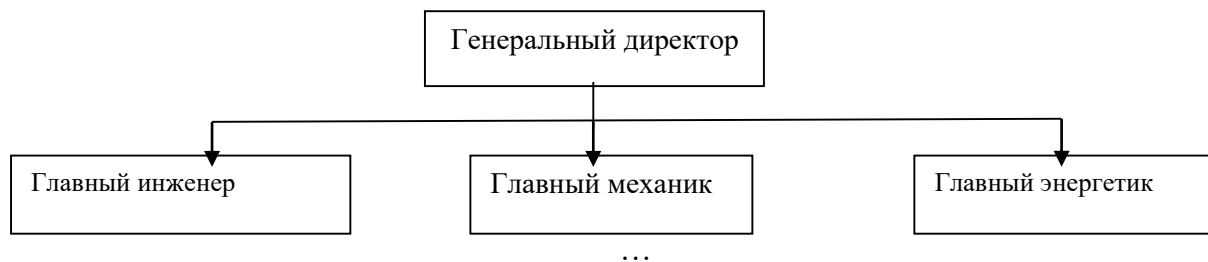 Генеральный директор
Главный инженер
Главный механик
Главный энергетик
…